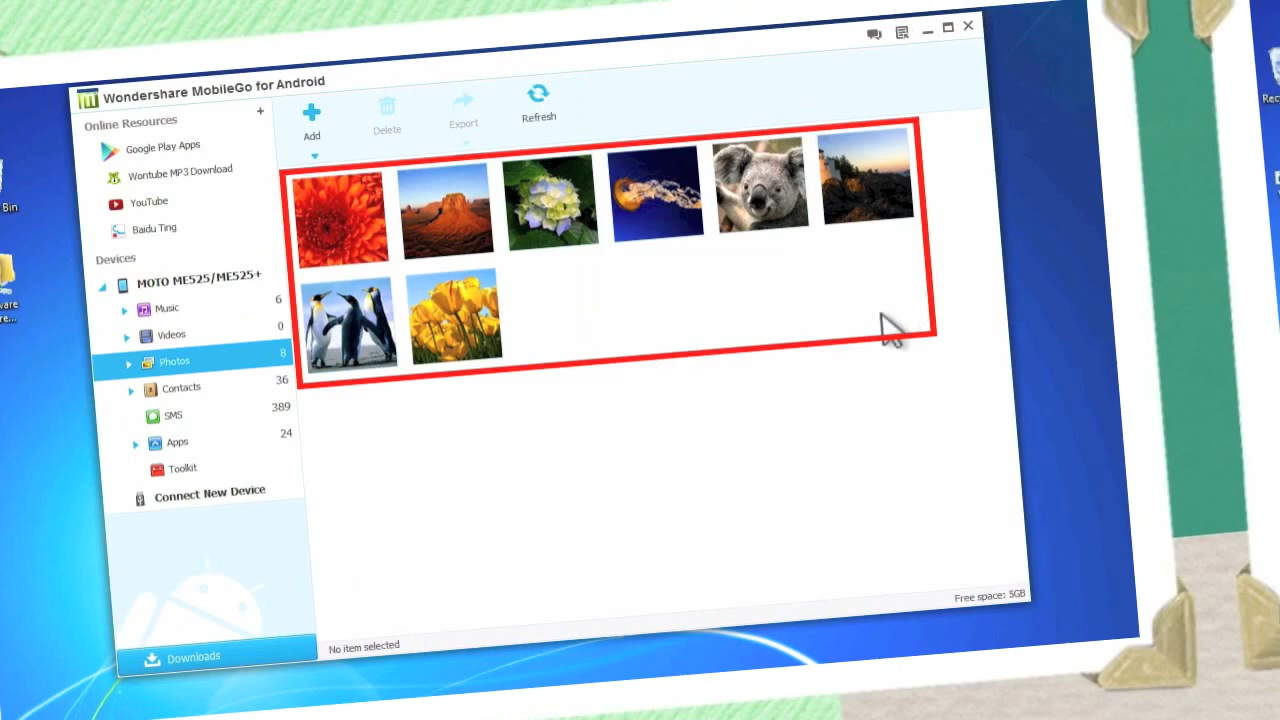 Wondershare MobileGo for Android
Online Resources
+
Google Play Apps
Wontube MP3 Download
YouTube
Baidu Ting
Devices
MOTO ME525/ME525+
Music 6
Videos 0
Photos 8
Contacts 36
SMS 389
Apps 24
Toolkit
Connect New Device
Downloads
Add
Delete
Export
Refresh
No item selected
Free space: 5GB
Bin
ware
re...
Rec